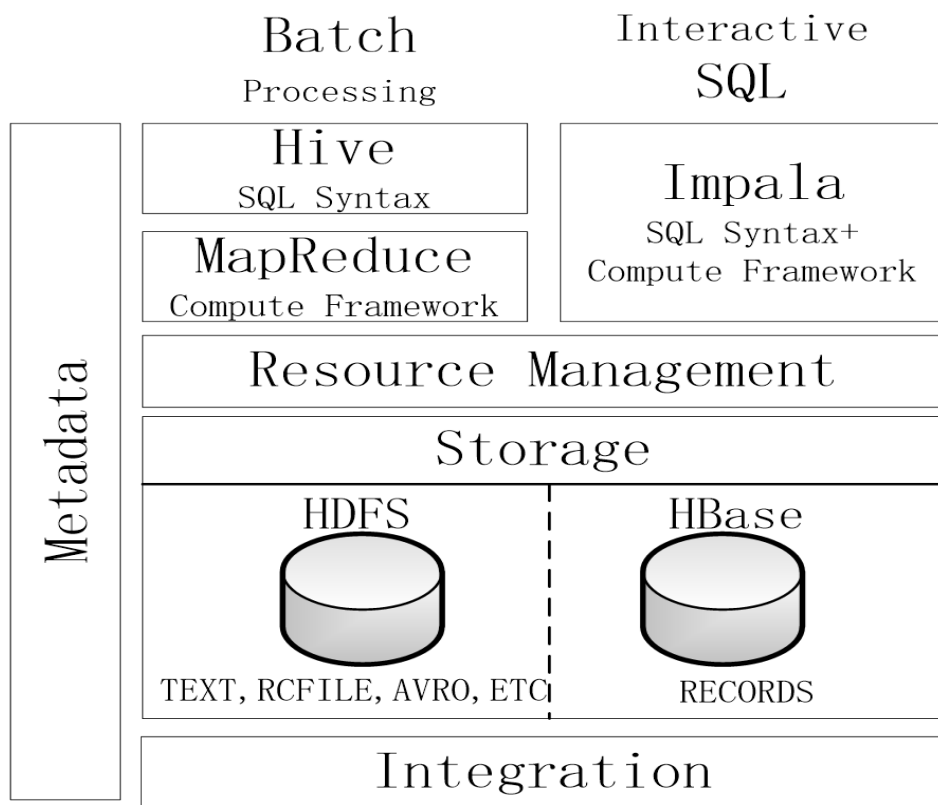 Batch
Processing
Interactive
SQL
Metadata
Hive
SQL Syntax
MapReduce
Compute Framework
Impala
SQL Syntax+
Compute Framework
Resource Management
Storage
HDFS
TEXT, RCFILE, AVRO, ETC
HBase
RECORDS
Integration